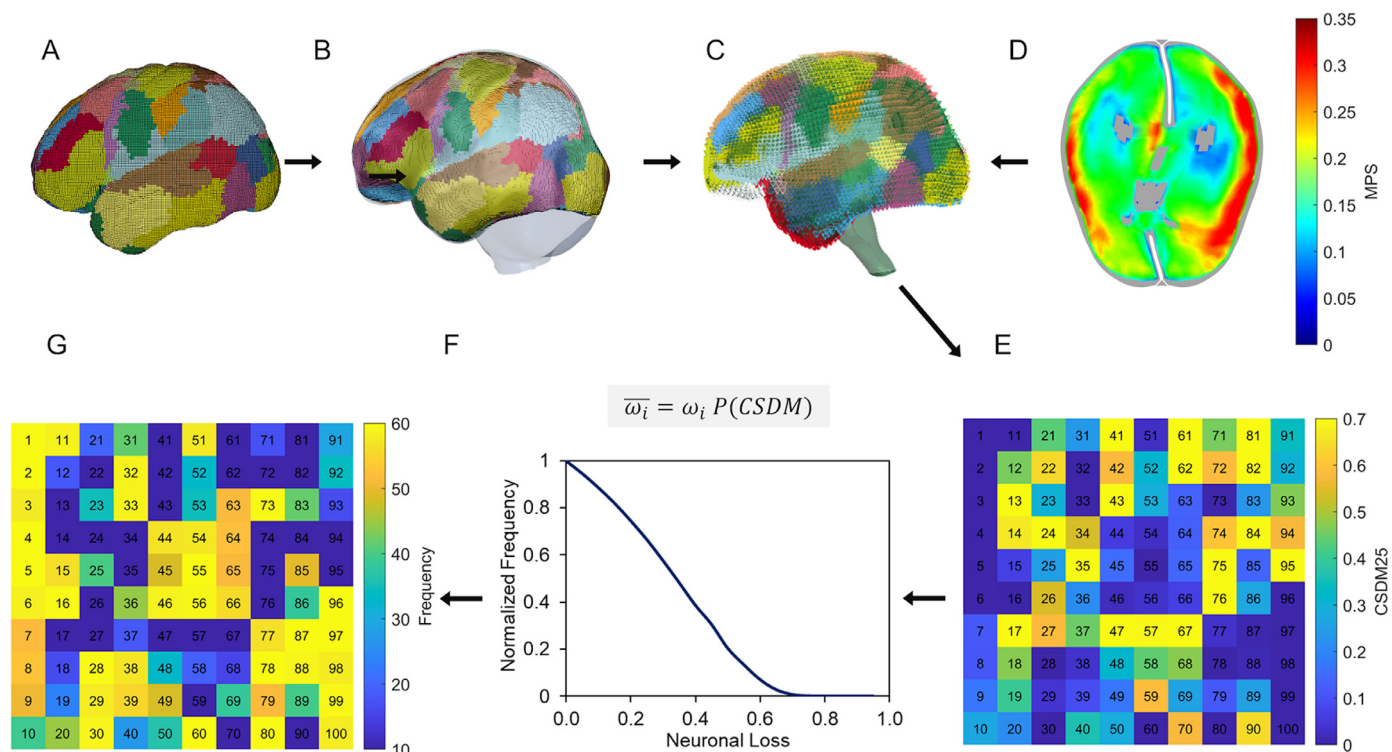 A
B
C
D
0.35
0.3
0.25
0.2
0.15
0.1
0.05
0
MPS
G
F
E
1 11 21 31 41 51 61 71 81 91
2 12 22 32 42 52 62 72 82 92
3 13 23 33 43 53 63 73 83 93
4 14 24 34 44 54 64 74 84 94
5 15 25 35 45 55 65 75 85 95
6 16 26 36 46 56 66 76 86 96
7 17 27 37 47 57 67 77 87 97
8 18 28 38 48 58 68 78 88 98
9 19 29 39 49 59 69 79 89 99
10 20 30 40 50 60 70 80 90 100
60
50
40
30
20
10
Frequency
$\overline{\omega_i} = \omega_i \, P(CSDM)$
Normalized Frequency
1
0.8
0.6
0.4
0.2
0
0.0 0.2 0.4 0.6 0.8 1.0
Neuronal Loss
1 11 21 31 41 51 61 71 81 91
2 12 22 32 42 52 62 72 82 92
3 13 23 33 43 53 63 73 83 93
4 14 24 34 44 54 64 74 84 94
5 15 25 35 45 55 65 75 85 95
6 16 26 36 46 56 66 76 86 96
7 17 27 37 47 57 67 77 87 97
8 18 28 38 48 58 68 78 88 98
9 19 29 39 49 59 69 79 89 99
10 20 30 40 50 60 70 80 90 100
0.7
0.6
0.5
0.4
0.3
0.2
0.1
0
CSDM25